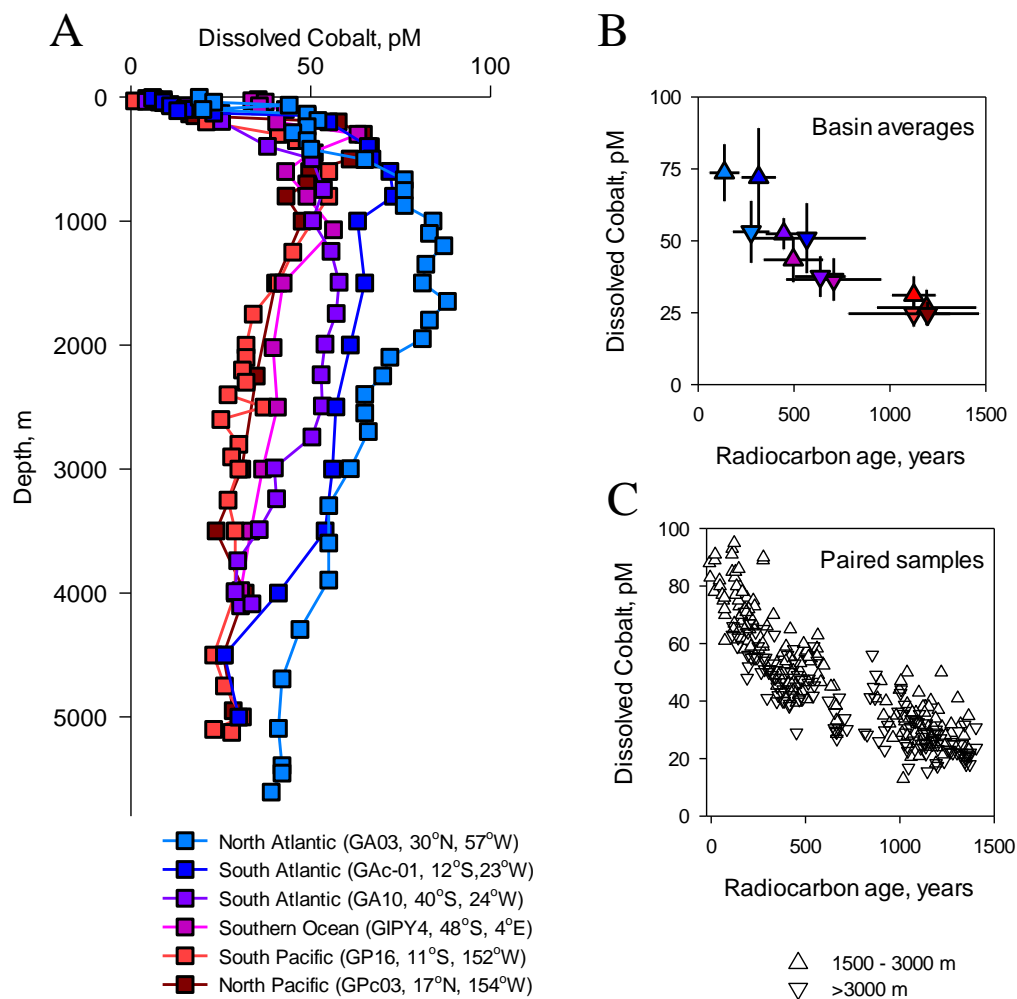 A
Dissolved Cobalt, pM
0 50 100
0
1000
2000
3000
4000
5000
Depth, m
North Atlantic (GA03, 30°N, 57°W)
South Atlantic (GAc-01, 12°S,23°W)
South Atlantic (GA10, 40°S, 24°W)
Southern Ocean (GIPY4, 48°S, 4°E)
South Pacific (GP16, 11°S, 152°W)
North Pacific (GPc03, 17°N, 154°W)
B
Basin averages
100
75
50
25
0
Dissolved Cobalt, pM
0 500 1000 1500
Radiocarbon age, years
C
Paired samples
100
80
60
40
20
0
Dissolved Cobalt, pM
0 500 1000 1500
Radiocarbon age, years
1500 - 3000 m
>3000 m